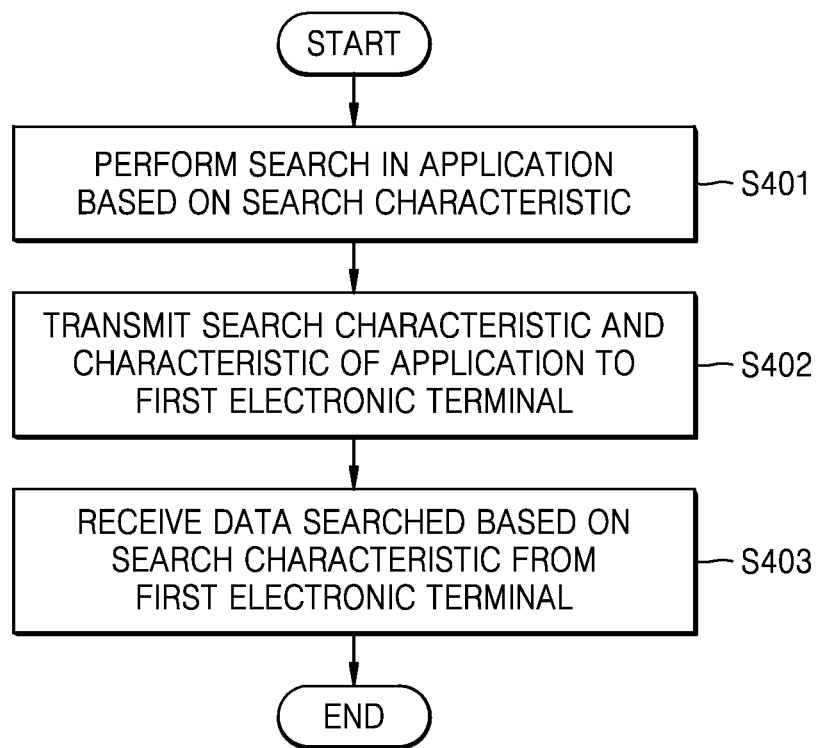 START
PERFORM SEARCH IN APPLICATION
BASED ON SEARCH CHARACTERISTIC
S401
TRANSMIT SEARCH CHARACTERISTIC AND
CHARACTERISTIC OF APPLICATION TO
FIRST ELECTRONIC TERMINAL
S402
RECEIVE DATA SEARCHED BASED ON
SEARCH CHARACTERISTIC FROM
FIRST ELECTRONIC TERMINAL
S403
END